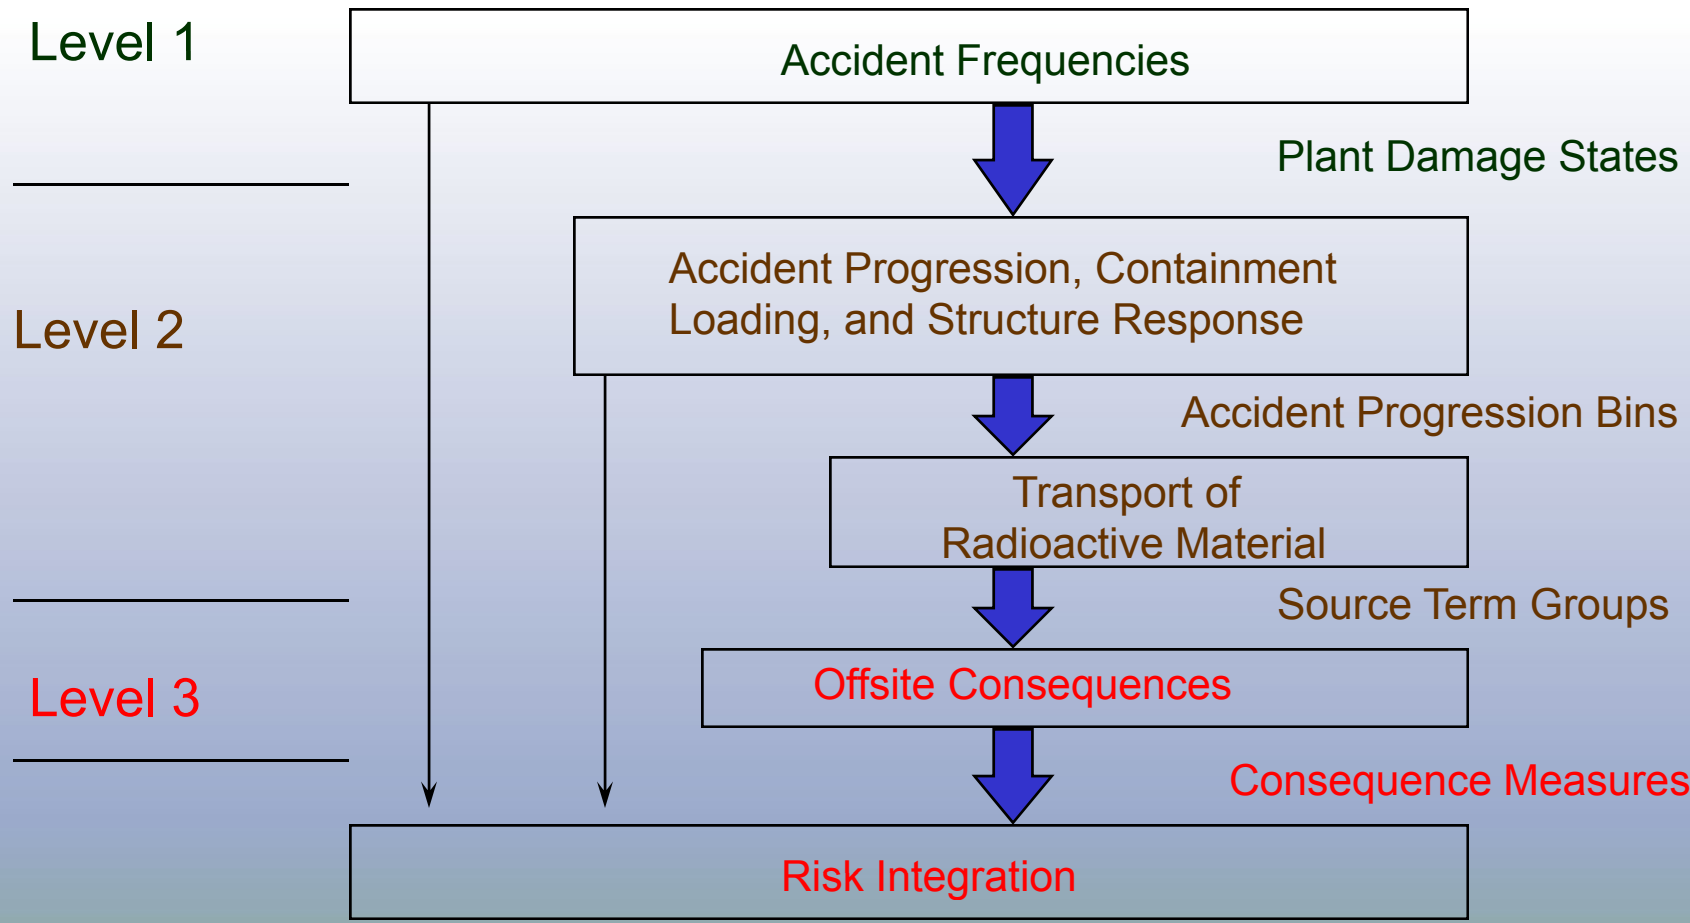 Level 1
Accident Frequencies
Plant Damage States
Accident Progression, Containment
Loading, and Structure Response
Level 2
Accident Progression Bins
Transport of
Radioactive Material
Source Term Groups
Level 3
Offsite Consequences
Consequence Measures
Risk Integration